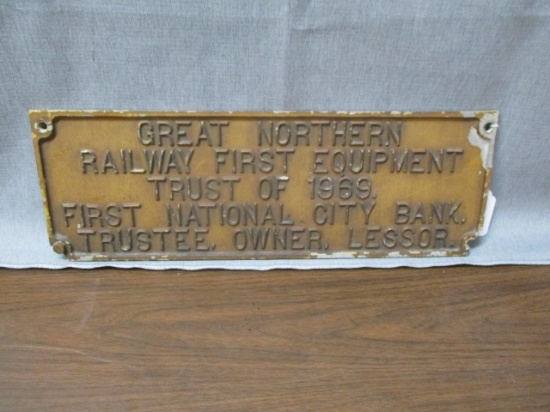 GREAT NORTHERN
RAILWAY FIRST EQUIPMENT
TRUST OF 1969.
FIRST NATIONAL CITY BANK.
TRUSTEE. OWNER. LESSOR.